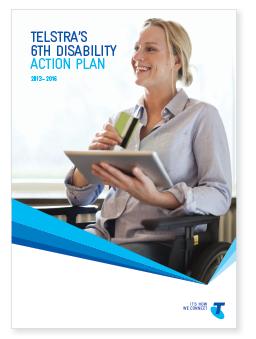 TELSTRA'S
6TH DISABILITY
ACTION PLAN
2013–2016
IT'S HOW
WE CONNECT